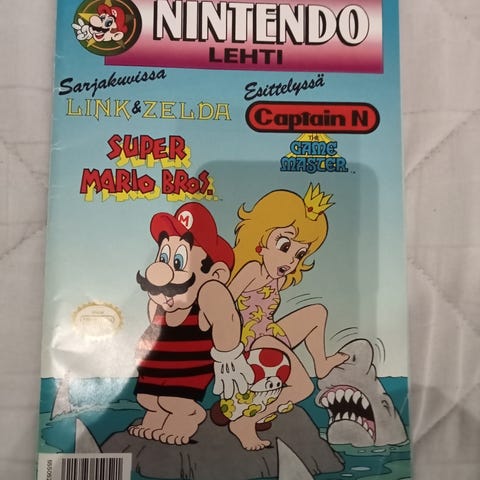 NINTENDO
LEHTI
Sarjakuvissa
LINK & ZELDA
Esittelyssä
Captain N
THE
GAME
MASTER
SUPER
MARIO BROS.
M